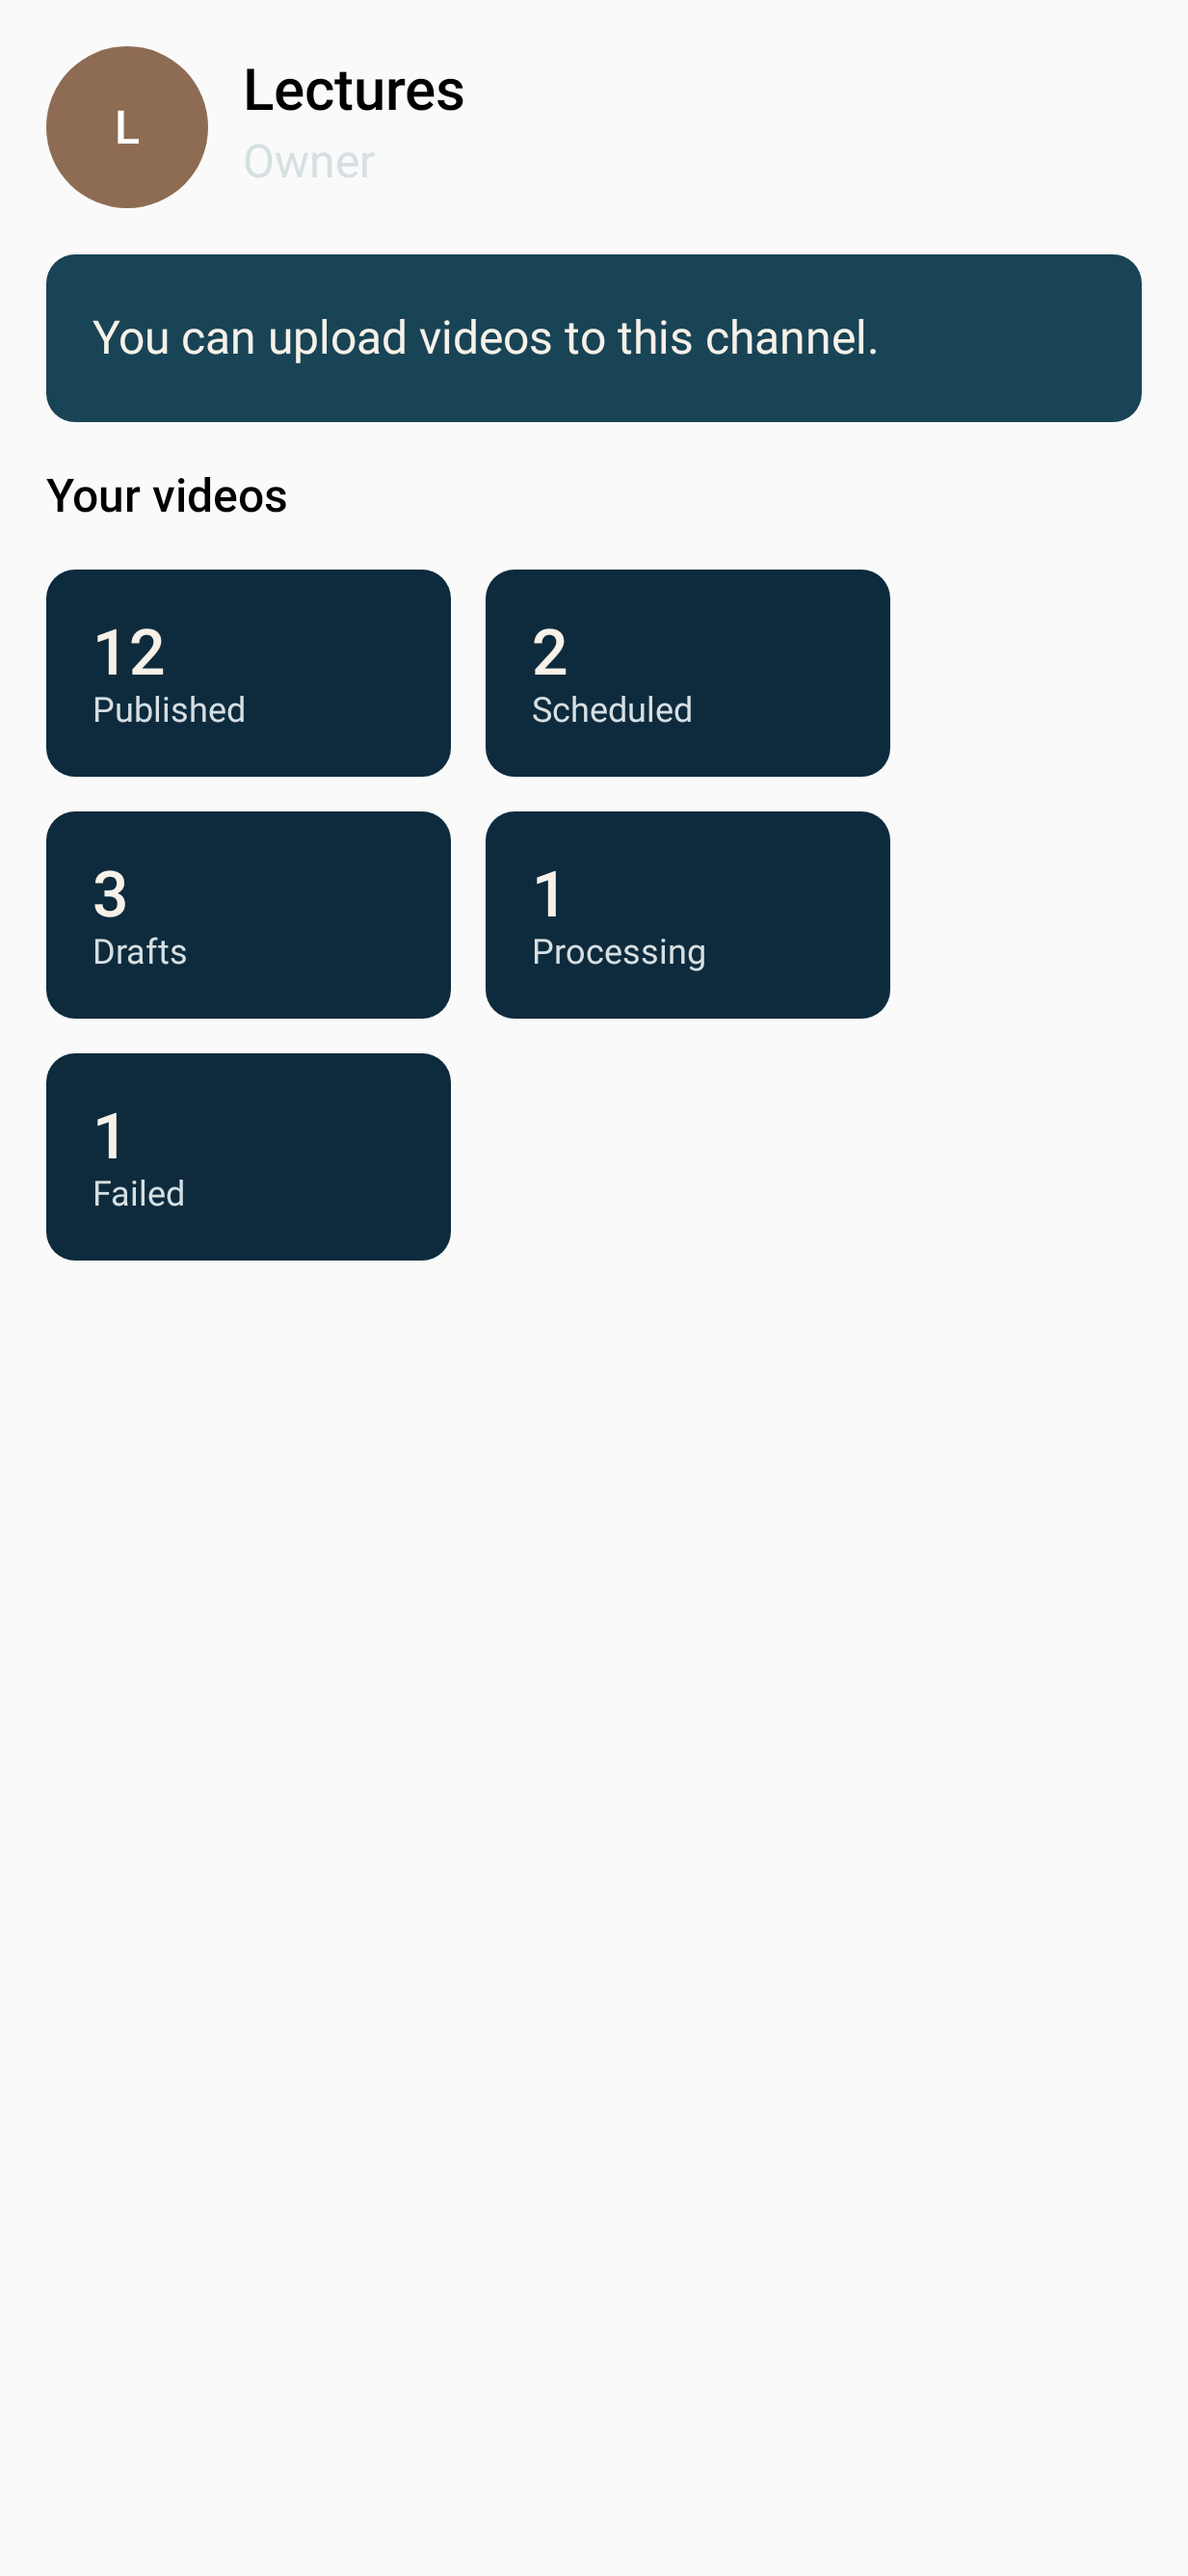 L
Lectures
Owner
You can upload videos to this channel.
Your videos
12
Published
2
Scheduled
3
Drafts
1
Processing
1
Failed